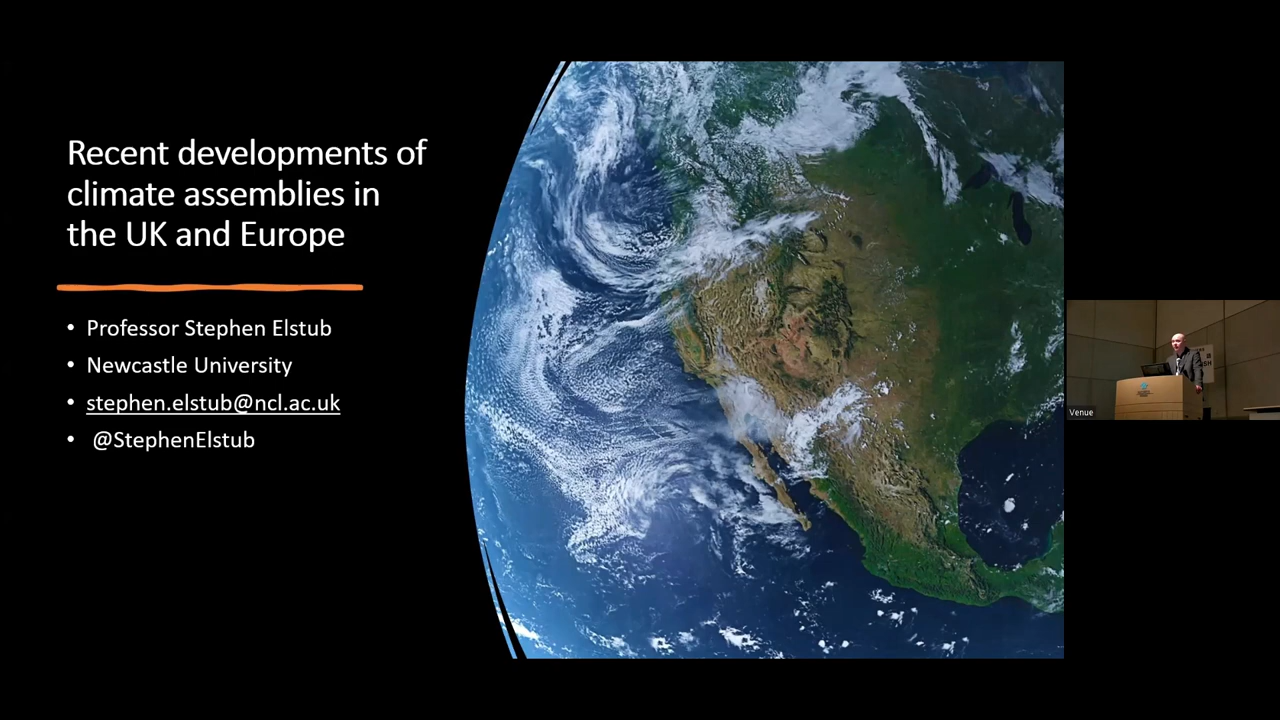 Recent developments of
climate assemblies in
the UK and Europe
• Professor Stephen Elstub
• Newcastle University
• stephen.elstub@ncl.ac.uk
• @StephenElstub
Venue